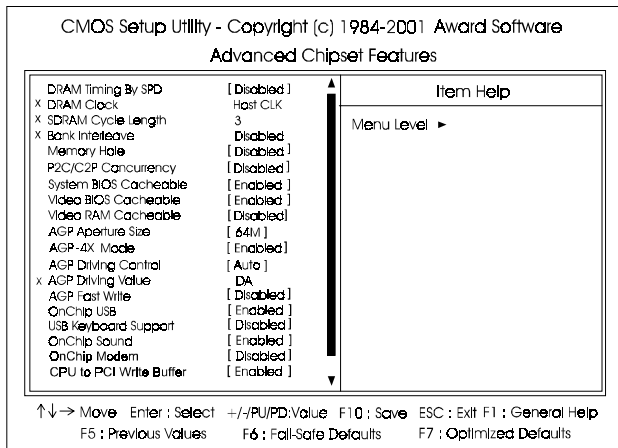 CMOS Setup Utility - Copyright (c) 1984-2001 Award Software
Advanced Chipset Features
DRAM Timing By SPD [ Disabled ]
x DRAM Clock Host CLK
x SDRAM Cycle Length 3
x Bank Interleave Disabled
Memory Hole [ Disabled ]
P2C/C2P Concurrency [ Disabled ]
System BIOS Cacheable [ Enabled ]
Video BIOS Cacheable [ Enabled ]
Video RAM Cacheable [ Disabled]
AGP Aperture Size [ 64M ]
AGP-4X Mode [ Enabled]
AGP Driving Control [ Auto ]
x AGP Driving Value DA
AGP Fast Write [ Disabled ]
OnChip USB [ Enabled ]
USB Keyboard Support [ Disabled ]
OnChip Sound [ Enabled ]
OnChip Modem [ Disabled ]
CPU to PCI Write Buffer [ Enabled ]
Item Help
Menu Level ►
↑↓→ Move Enter : Select +/-/PU/PD:Value F10 : Save ESC : Exit F1 : General Help
F5 : Previous Values F6 : Fail-Safe Defaults F7 : Optimized Defaults